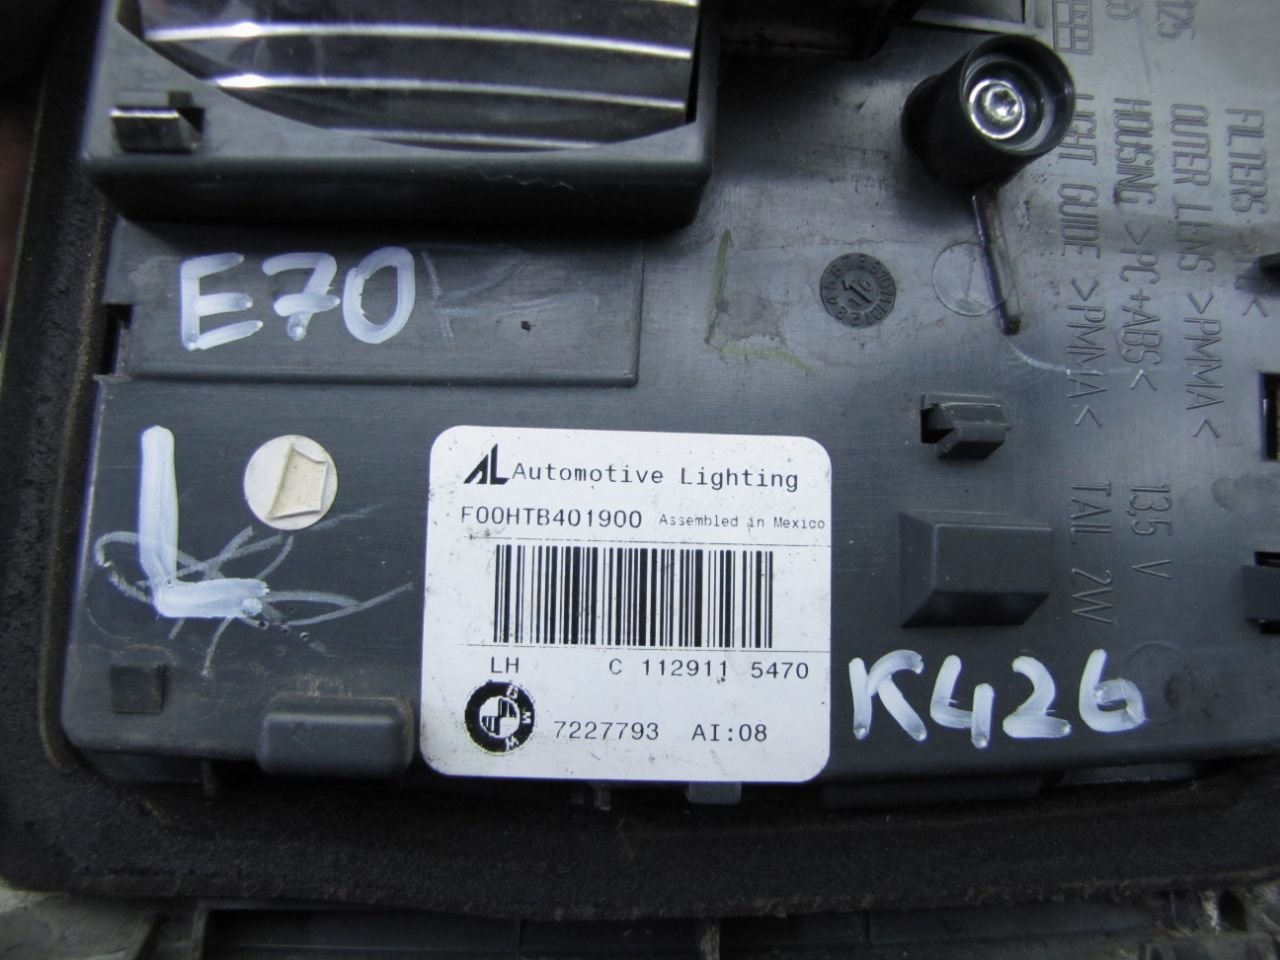 E70
L
AL Automotive Lighting
F00HTB401900 Assembled in Mexico
LH C 112911 5470
BMW 7227793 AI:08
K426
FILTERS
OUTER LENS >PMMA<
HOUSING >PC+ABS<
LIGHT GUIDE >PMMA<
13,5 V
TAIL 2W